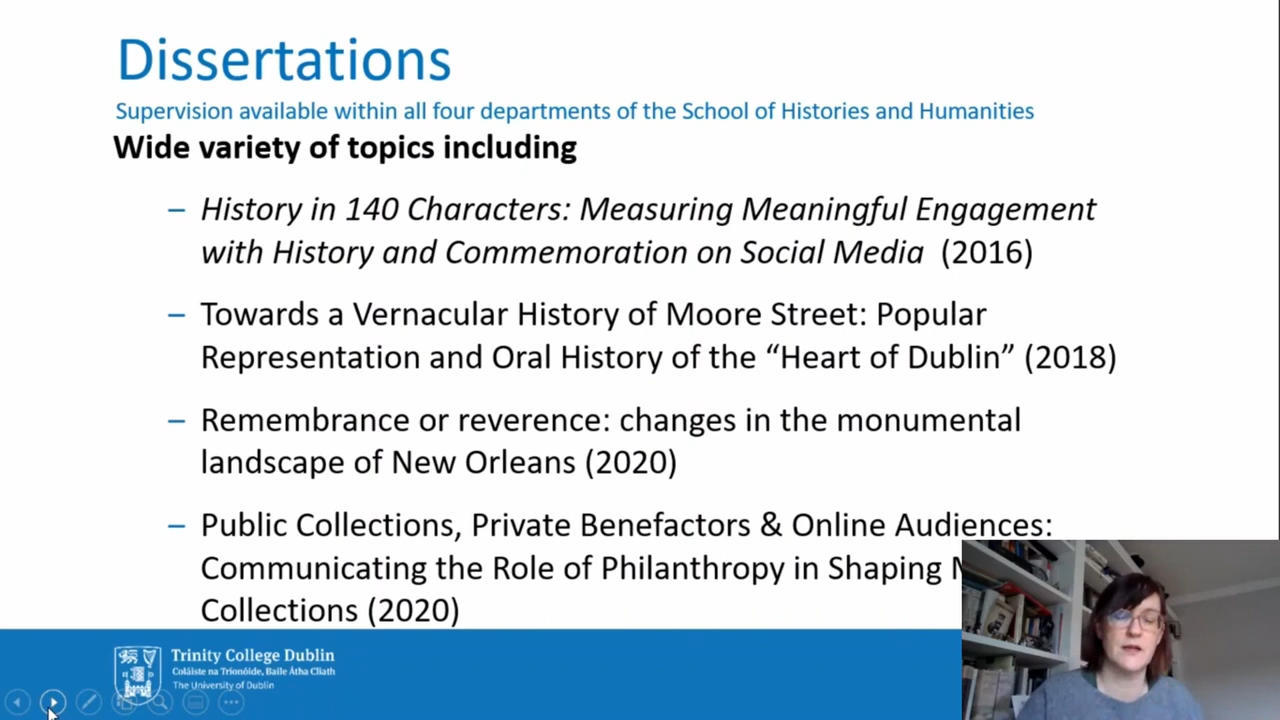 Dissertations
Supervision available within all four departments of the School of Histories and Humanities
Wide variety of topics including
– History in 140 Characters: Measuring Meaningful Engagement
with History and Commemoration on Social Media (2016)
– Towards a Vernacular History of Moore Street: Popular
Representation and Oral History of the “Heart of Dublin” (2018)
– Remembrance or reverence: changes in the monumental
landscape of New Orleans (2020)
– Public Collections, Private Benefactors & Online Audiences:
Communicating the Role of Philanthropy in Shaping
Collections (2020)
Trinity College Dublin
Coláiste na Tríonóide, Baile Átha Cliath
The University of Dublin